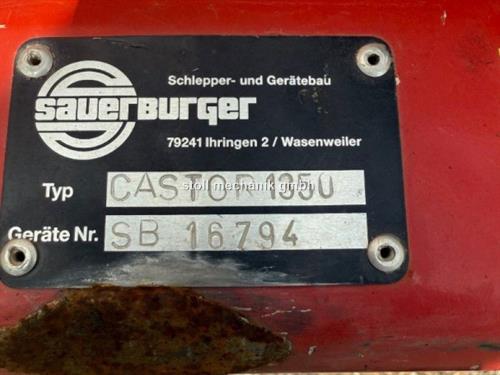 Schlepper- und Gerätebau
sauerburger
79241 Ihringen 2 / Wasenweiler
Typ CASTOR 1350
stoll mechanik gmbh
Geräte Nr. SB 16794